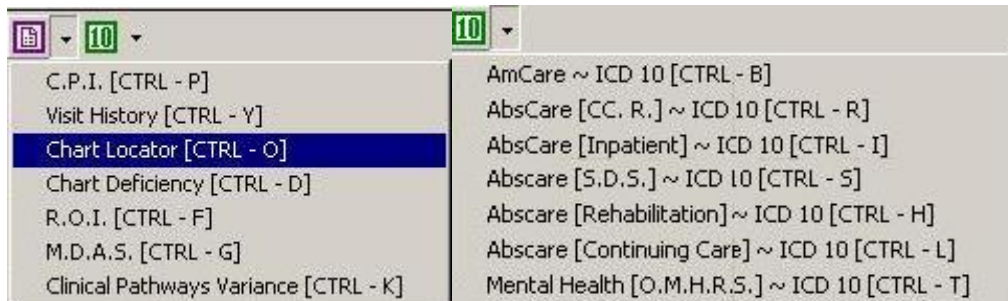 10
C.P.I. [CTRL - P]
Visit History [CTRL - Y]
Chart Locator [CTRL - O]
Chart Deficiency [CTRL - D]
R.O.I. [CTRL - F]
M.D.A.S. [CTRL - G]
Clinical Pathways Variance [CTRL - K]
10
AmCare ~ ICD 10 [CTRL - B]
AbsCare [CC. R.] ~ ICD 10 [CTRL - R]
AbsCare [Inpatient] ~ ICD 10 [CTRL - I]
Abscare [S.D.S.] ~ ICD 10 [CTRL - S]
Abscare [Rehabilitation] ~ ICD 10 [CTRL - H]
Abscare [Continuing Care] ~ ICD 10 [CTRL - L]
Mental Health [O.M.H.R.S.] ~ ICD 10 [CTRL - T]